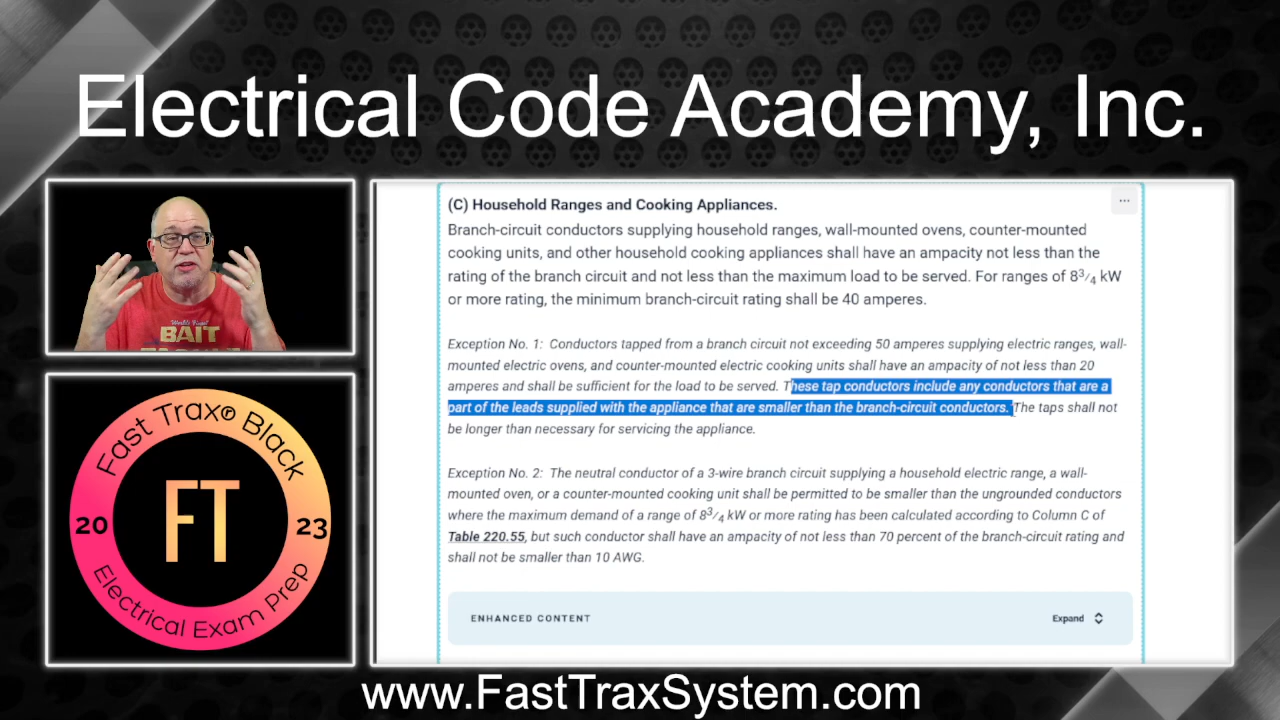 Electrical Code Academy, Inc.
World's Finest
BAIT
Fast Trax® Black
20 FT 23
Electrical Exam Prep
(C) Household Ranges and Cooking Appliances.
...
Branch-circuit conductors supplying household ranges, wall-mounted ovens, counter-mounted
cooking units, and other household cooking appliances shall have an ampacity not less than the
rating of the branch circuit and not less than the maximum load to be served. For ranges of 8³⁄₄ kW
or more rating, the minimum branch-circuit rating shall be 40 amperes.
Exception No. 1: Conductors tapped from a branch circuit not exceeding 50 amperes supplying electric ranges, wall-
mounted electric ovens, and counter-mounted electric cooking units shall have an ampacity of not less than 20
amperes and shall be sufficient for the load to be served. These tap conductors include any conductors that are a
part of the leads supplied with the appliance that are smaller than the branch-circuit conductors. The taps shall not
be longer than necessary for servicing the appliance.
Exception No. 2: The neutral conductor of a 3-wire branch circuit supplying a household electric range, a wall-
mounted oven, or a counter-mounted cooking unit shall be permitted to be smaller than the ungrounded conductors
where the maximum demand of a range of 8³⁄₄ kW or more rating has been calculated according to Column C of
Table 220.55, but such conductor shall have an ampacity of not less than 70 percent of the branch-circuit rating and
shall not be smaller than 10 AWG.
ENHANCED CONTENT
Expand
www.FastTraxSystem.com